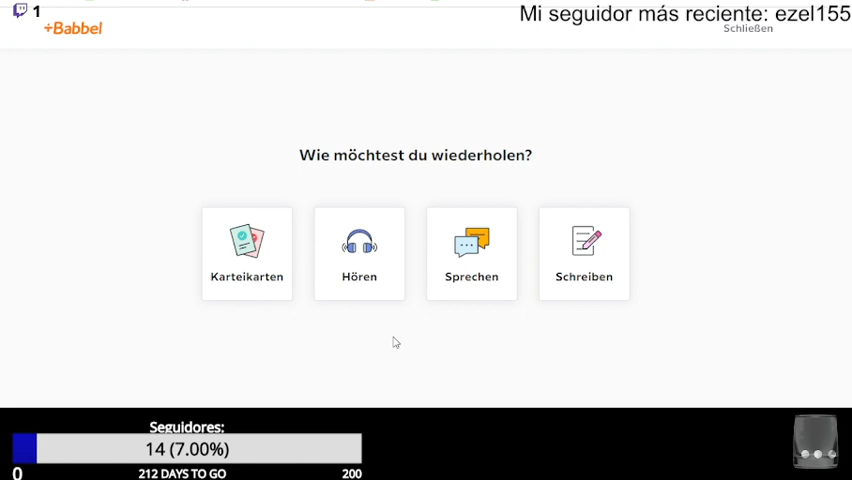 1
Mi seguidor más reciente: ezel155
÷Babbel
Schließen
Wie möchtest du wiederholen?
Karteikarten
Hören
Sprechen
Schreiben
Seguidores:
14 (7.00%)
0
212 DAYS TO GO
200